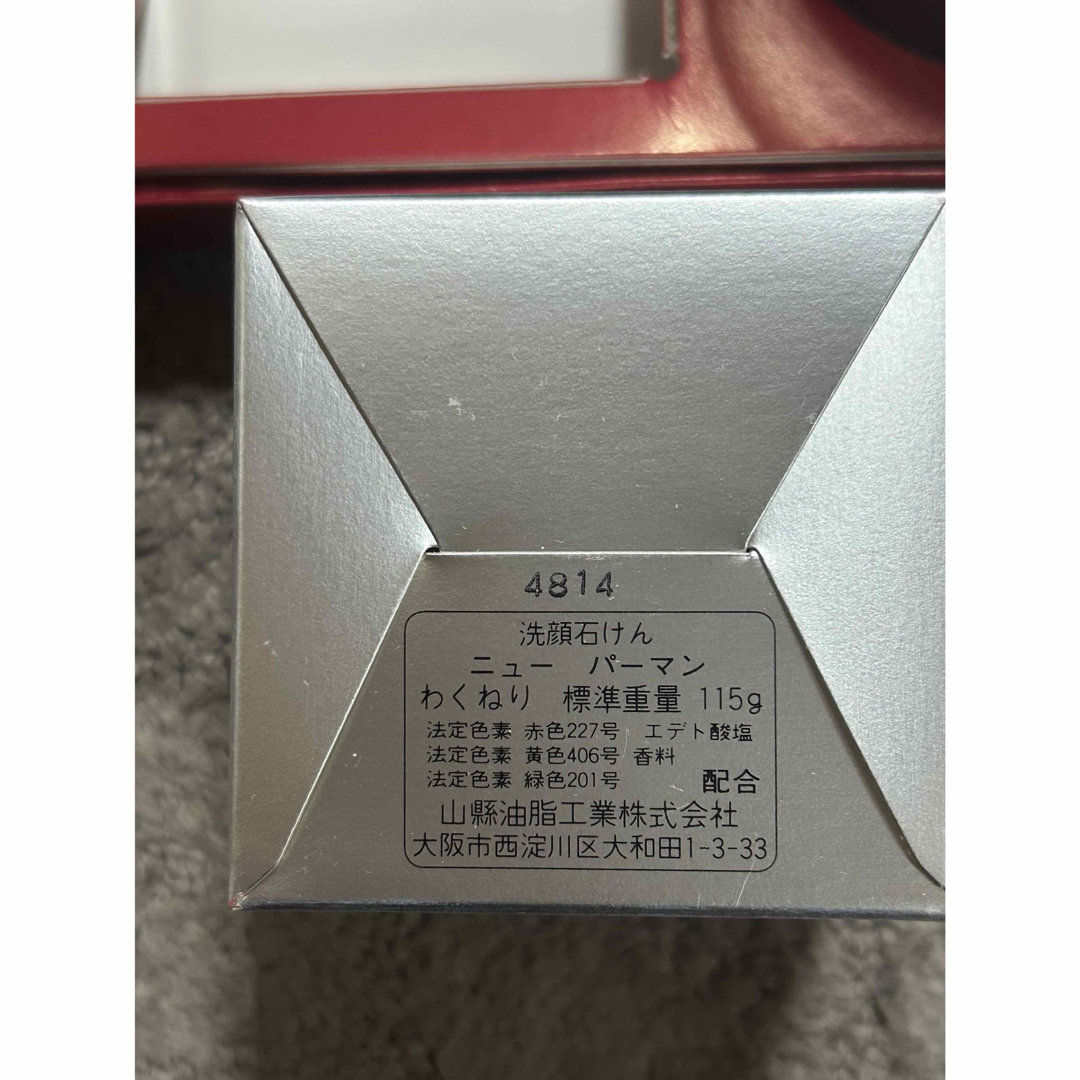 4814
洗顔石けん
ニュー パーマン
わくねり 標準重量 115g
法定色素 赤色227号 エデト酸塩
法定色素 黄色406号 香料
法定色素 緑色201号 配合
山縣油脂工業株式会社
大阪市西淀川区大和田1-3-33